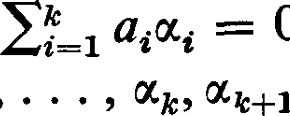 ∑_{i=1}^{k} a_i α_i = 0
, . . . , α_k, α_{k+1}